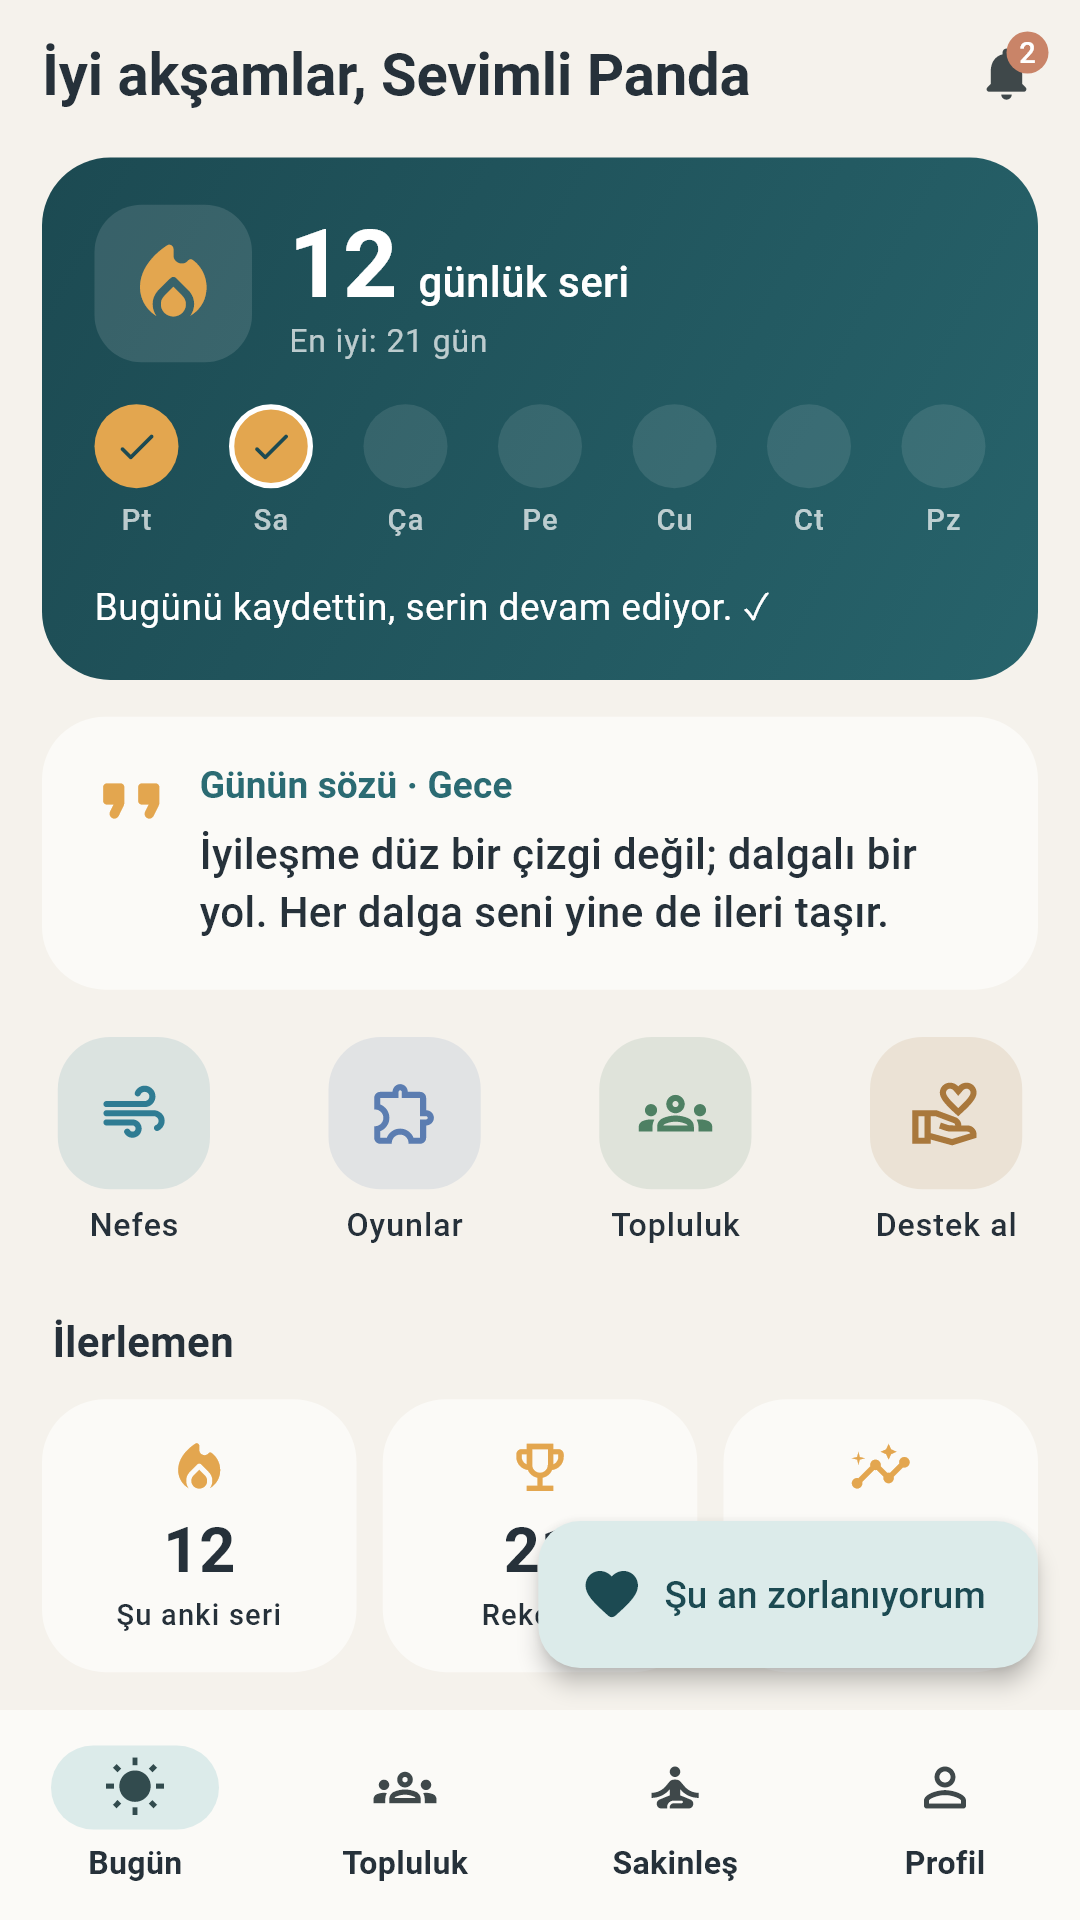 İyi akşamlar, Sevimli Panda
2
12 günlük seri
En iyi: 21 gün
Pt Sa Ça Pe Cu Ct Pz
Bugünü kaydettin, serin devam ediyor. ✓
Günün sözü · Gece
İyileşme düz bir çizgi değil; dalgalı bir
yol. Her dalga seni yine de ileri taşır.
Nefes Oyunlar Topluluk Destek al
İlerlemen
12
Şu anki seri
Şu an zorlanıyorum
Bugün Topluluk Sakinleş Profil